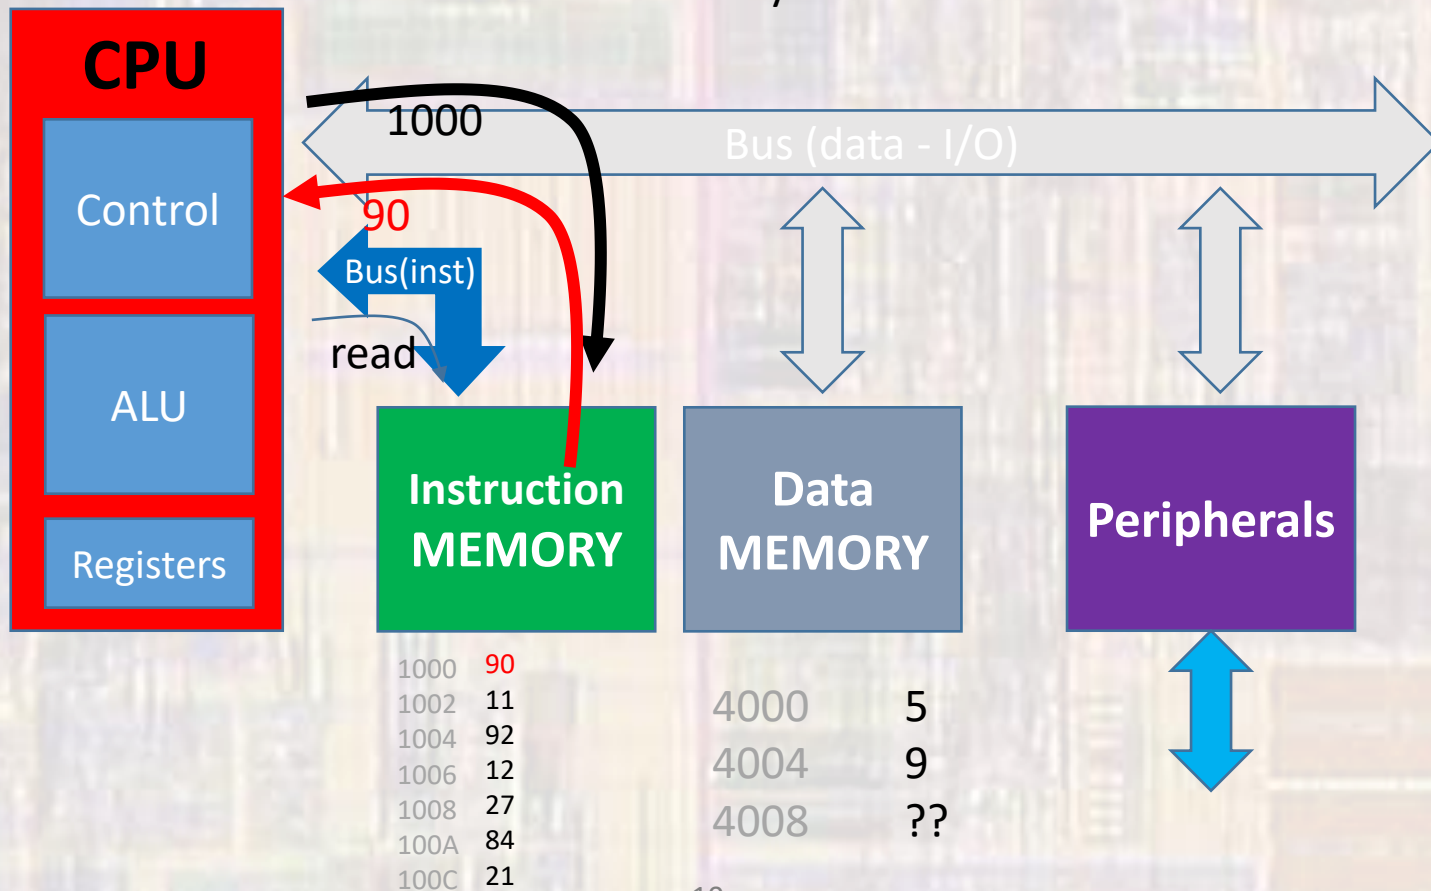 CPU
Control
ALU
Registers
1000
Bus (data - I/O)
90
Bus(inst)
read
Instruction
MEMORY
Data
MEMORY
Peripherals
1000 90
1002 11
1004 92
1006 12
1008 27
100A 84
100C 21
4000 5
4004 9
4008 ??